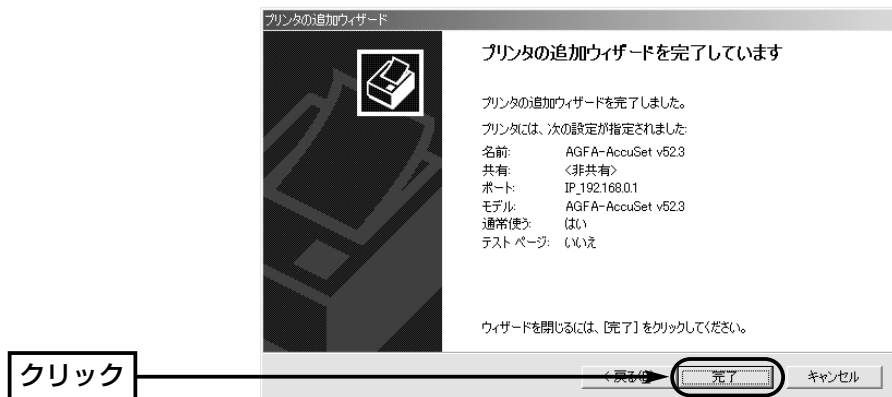 プリンタの追加ウィザード
プリンタの追加ウィザードを完了しています
プリンタの追加ウィザードを完了しました。
プリンタには、次の設定が指定されました:
名前: AGFA-AccuSet v52.3
共有: <非共有>
ポート: IP_192.168.0.1
モデル: AGFA-AccuSet v52.3
通常使う: はい
テスト ページ: いいえ
ウィザードを閉じるには、[完了] をクリックしてください。
クリック
< 戻る 完了 キャンセル